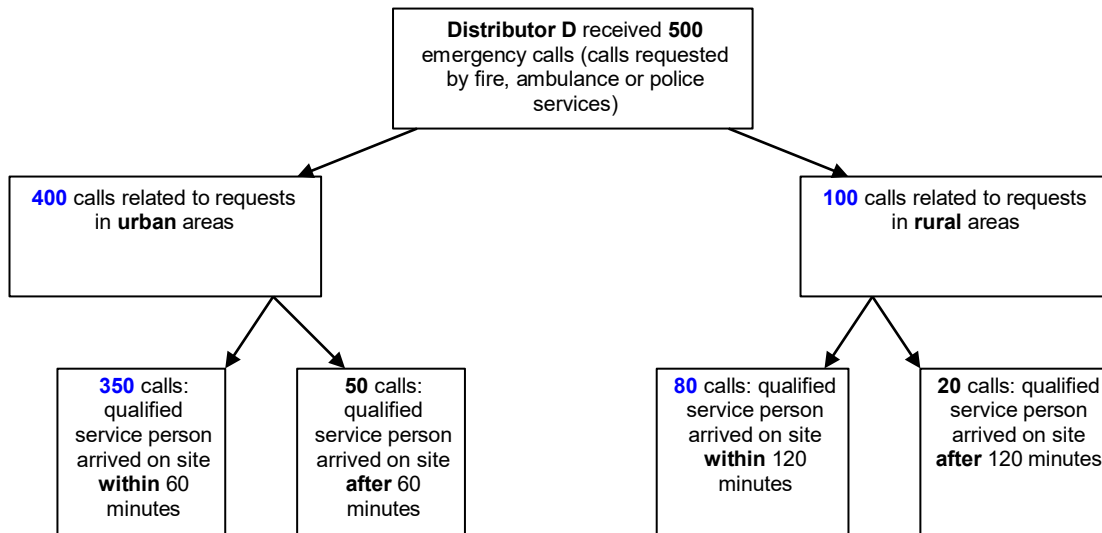 Distributor D received 500
emergency calls (calls requested
by fire, ambulance or police
services)
400 calls related to requests
in urban areas
100 calls related to requests
in rural areas
350 calls:
qualified
service person
arrived on site
within 60
minutes
50 calls:
qualified
service person
arrived on site
after 60
minutes
80 calls: qualified
service person
arrived on site
within 120
minutes
20 calls: qualified
service person
arrived on site
after 120 minutes